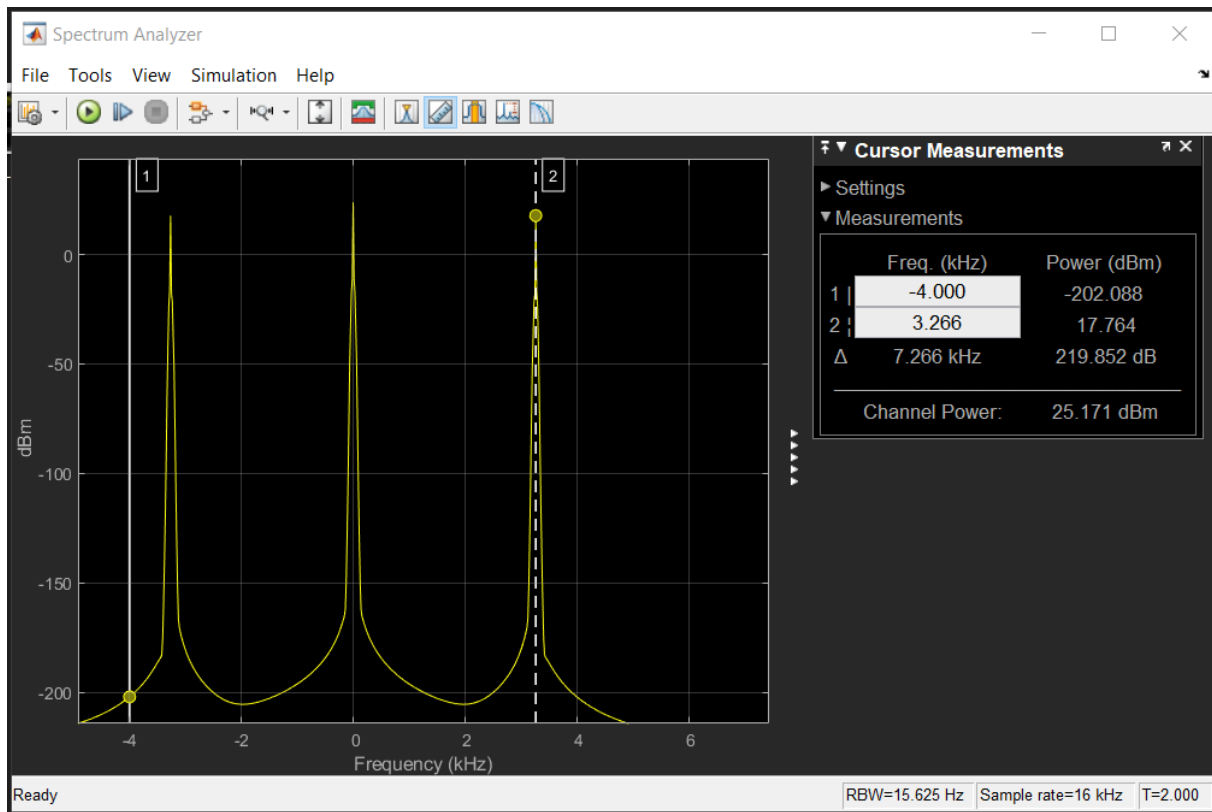 Spectrum Analyzer
File Tools View Simulation Help
1
2
0
-50
-100
-150
-200
dBm
-4 -2 0 2 4 6
Frequency (kHz)
Cursor Measurements
Settings
Measurements
Freq. (kHz) Power (dBm)
1 | -4.000 -202.088
2 ¦ 3.266 17.764
Δ 7.266 kHz 219.852 dB
Channel Power: 25.171 dBm
Ready RBW=15.625 Hz Sample rate=16 kHz T=2.000